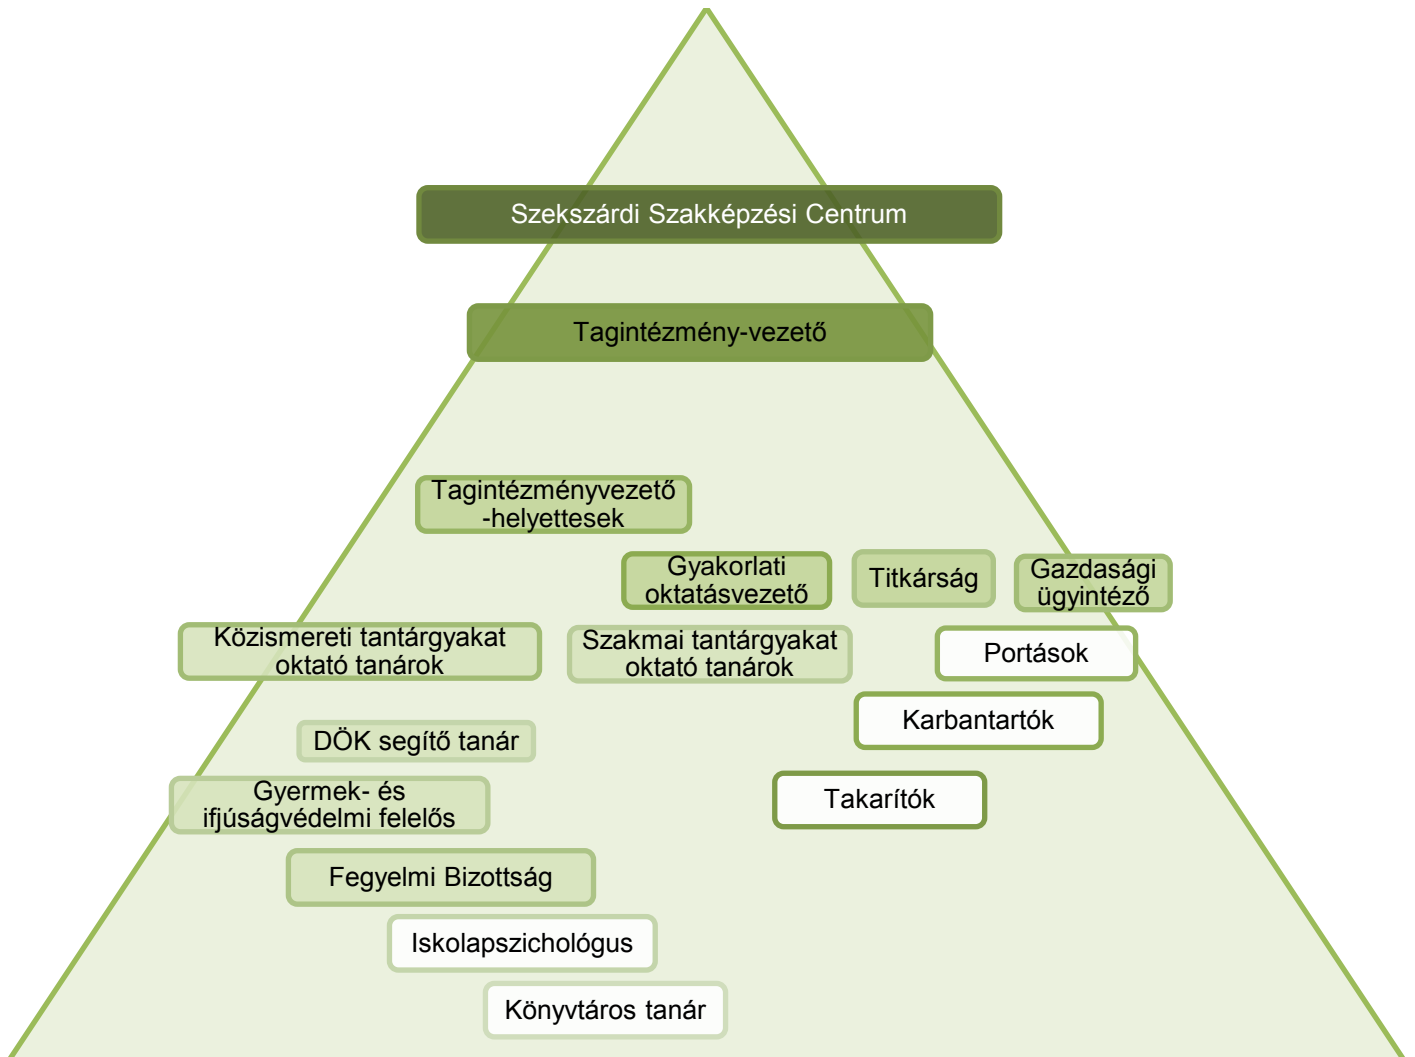 Szekszárdi Szakképzési Centrum
Tagintézmény-vezető
Tagintézményvezető
-helyettesek
Gyakorlati
oktatásvezető
Titkárság
Gazdasági
ügyintéző
Közismereti tantárgyakat
oktató tanárok
Szakmai tantárgyakat
oktató tanárok
Portások
Karbantartók
DÖK segítő tanár
Gyermek- és
ifjúságvédelmi felelős
Takarítók
Fegyelmi Bizottság
Iskolapszichológus
Könyvtáros tanár